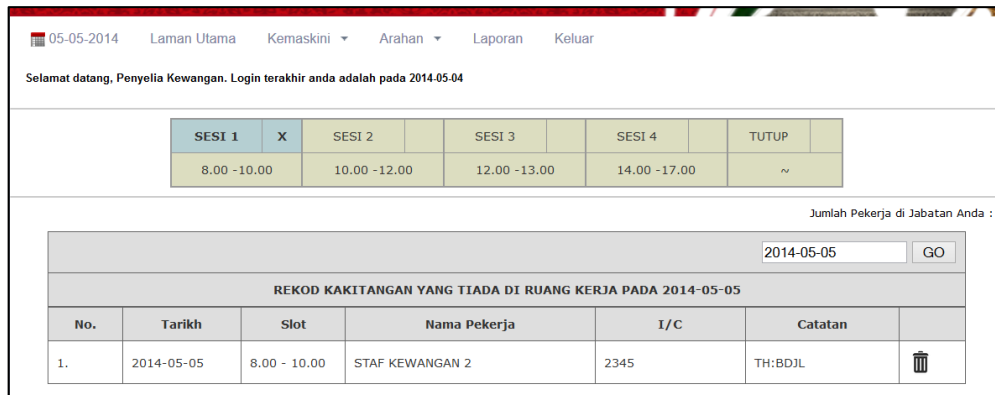 05-05-2014 Laman Utama Kemaskini Arahan Laporan Keluar
Selamat datang, Penyelia Kewangan. Login terakhir anda adalah pada 2014-05-04
SESI 1 X SESI 2 SESI 3 SESI 4 TUTUP
8.00 -10.00 10.00 -12.00 12.00 -13.00 14.00 -17.00 ~
Jumlah Pekerja di Jabatan Anda :
2014-05-05 GO
REKOD KAKITANGAN YANG TIADA DI RUANG KERJA PADA 2014-05-05
No. Tarikh Slot Nama Pekerja I/C Catatan
1. 2014-05-05 8.00 - 10.00 STAF KEWANGAN 2 2345 TH:BDJL